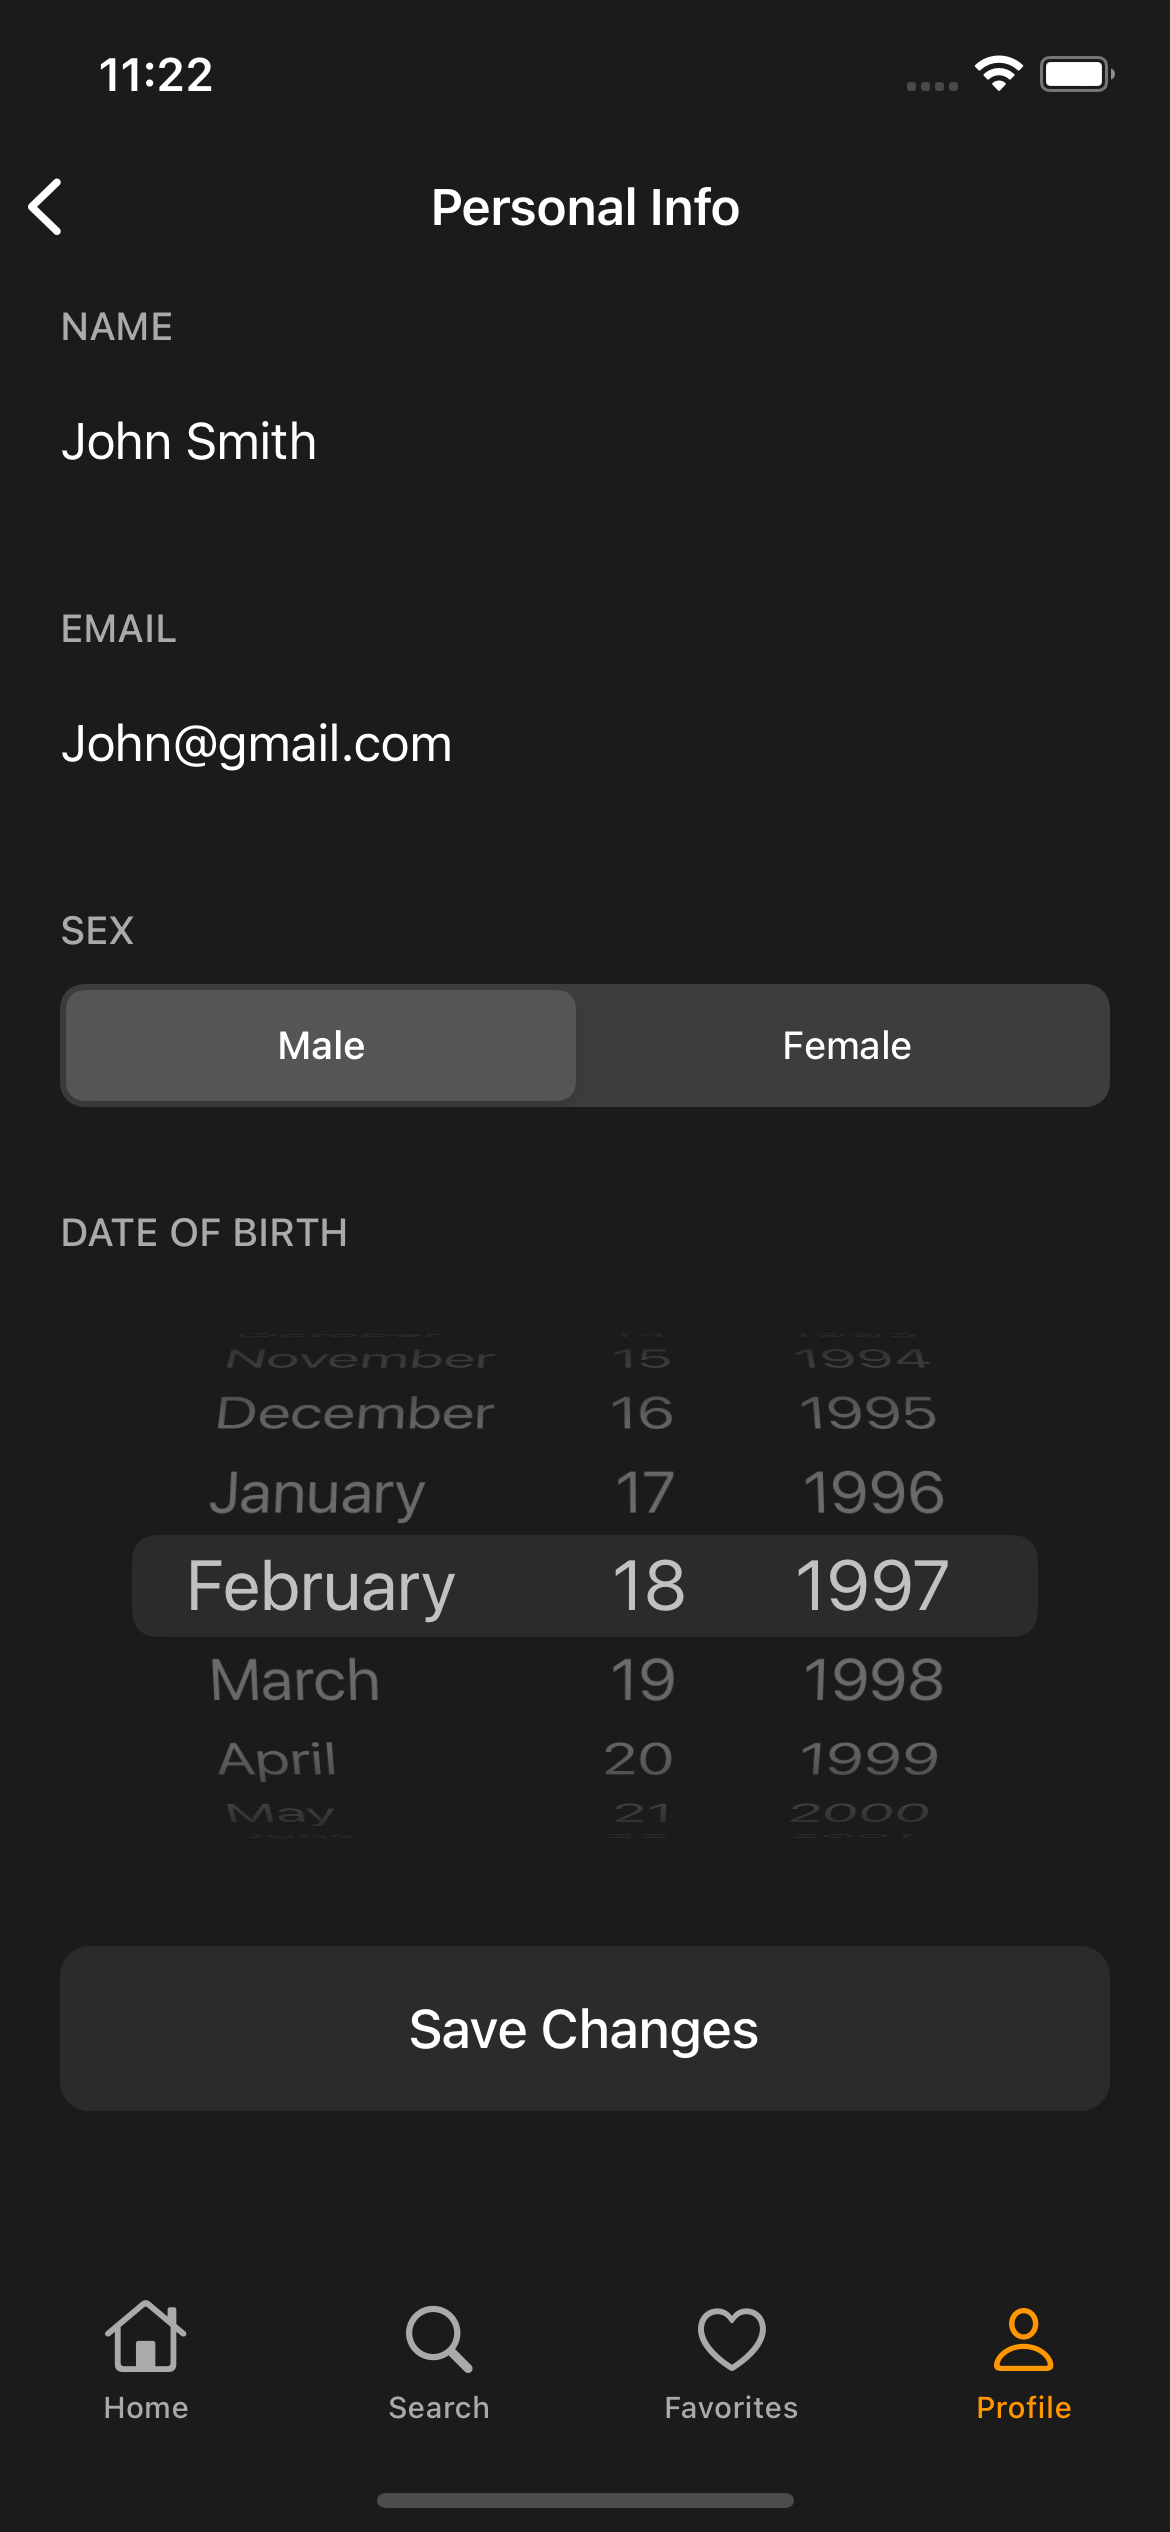 11:22
Personal Info
NAME
John Smith
EMAIL
John@gmail.com
SEX
Male Female
DATE OF BIRTH
November 15 1994
December 16 1995
January 17 1996
February 18 1997
March 19 1998
April 20 1999
May 21 2000
Save Changes
Home Search Favorites Profile